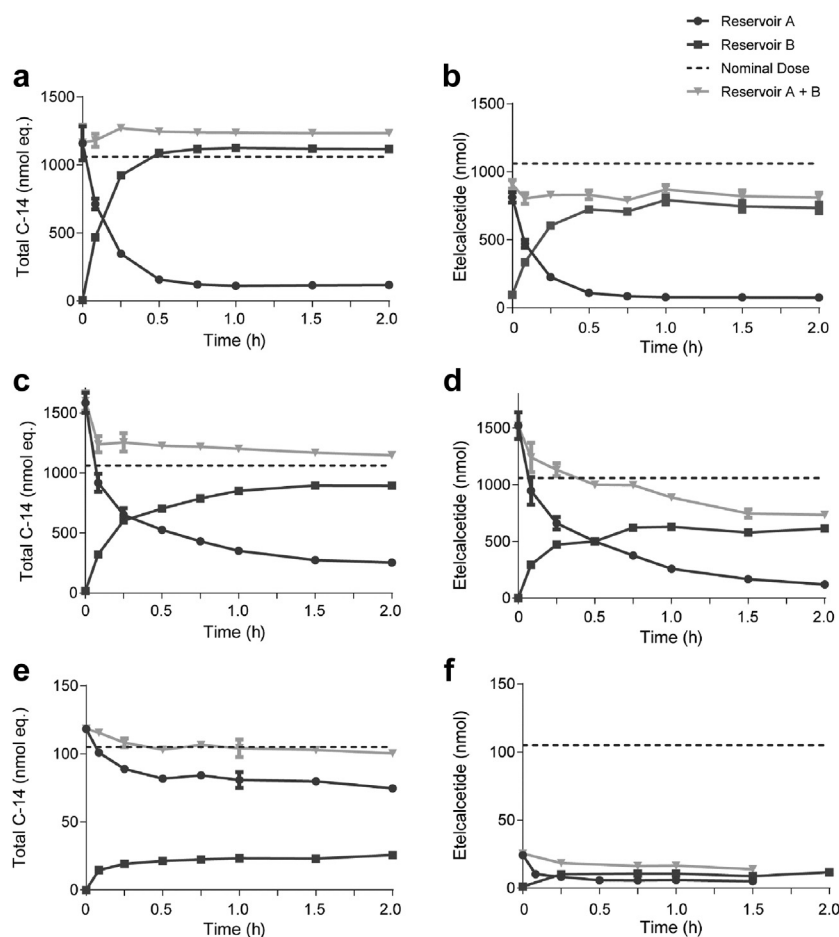 Reservoir A
Reservoir B
Nominal Dose
Reservoir A + B
a
1500
1000
500
0
Total C-14 (nmol eq.)
0 0.5 1.0 1.5 2.0
Time (h)
b
1500
1000
500
0
Etelcalcetide (nmol)
0 0.5 1.0 1.5 2.0
Time (h)
c
1500
1000
500
0
Total C-14 (nmol eq.)
0 0.5 1.0 1.5 2.0
Time (h)
d
1500
1000
500
0
Etelcalcetide (nmol)
0 0.5 1.0 1.5 2.0
Time (h)
e
150
100
50
0
Total C-14 (nmol eq.)
0 0.5 1.0 1.5 2.0
Time (h)
f
150
100
50
0
Etelcalcetide (nmol)
0 0.5 1.0 1.5 2.0
Time (h)